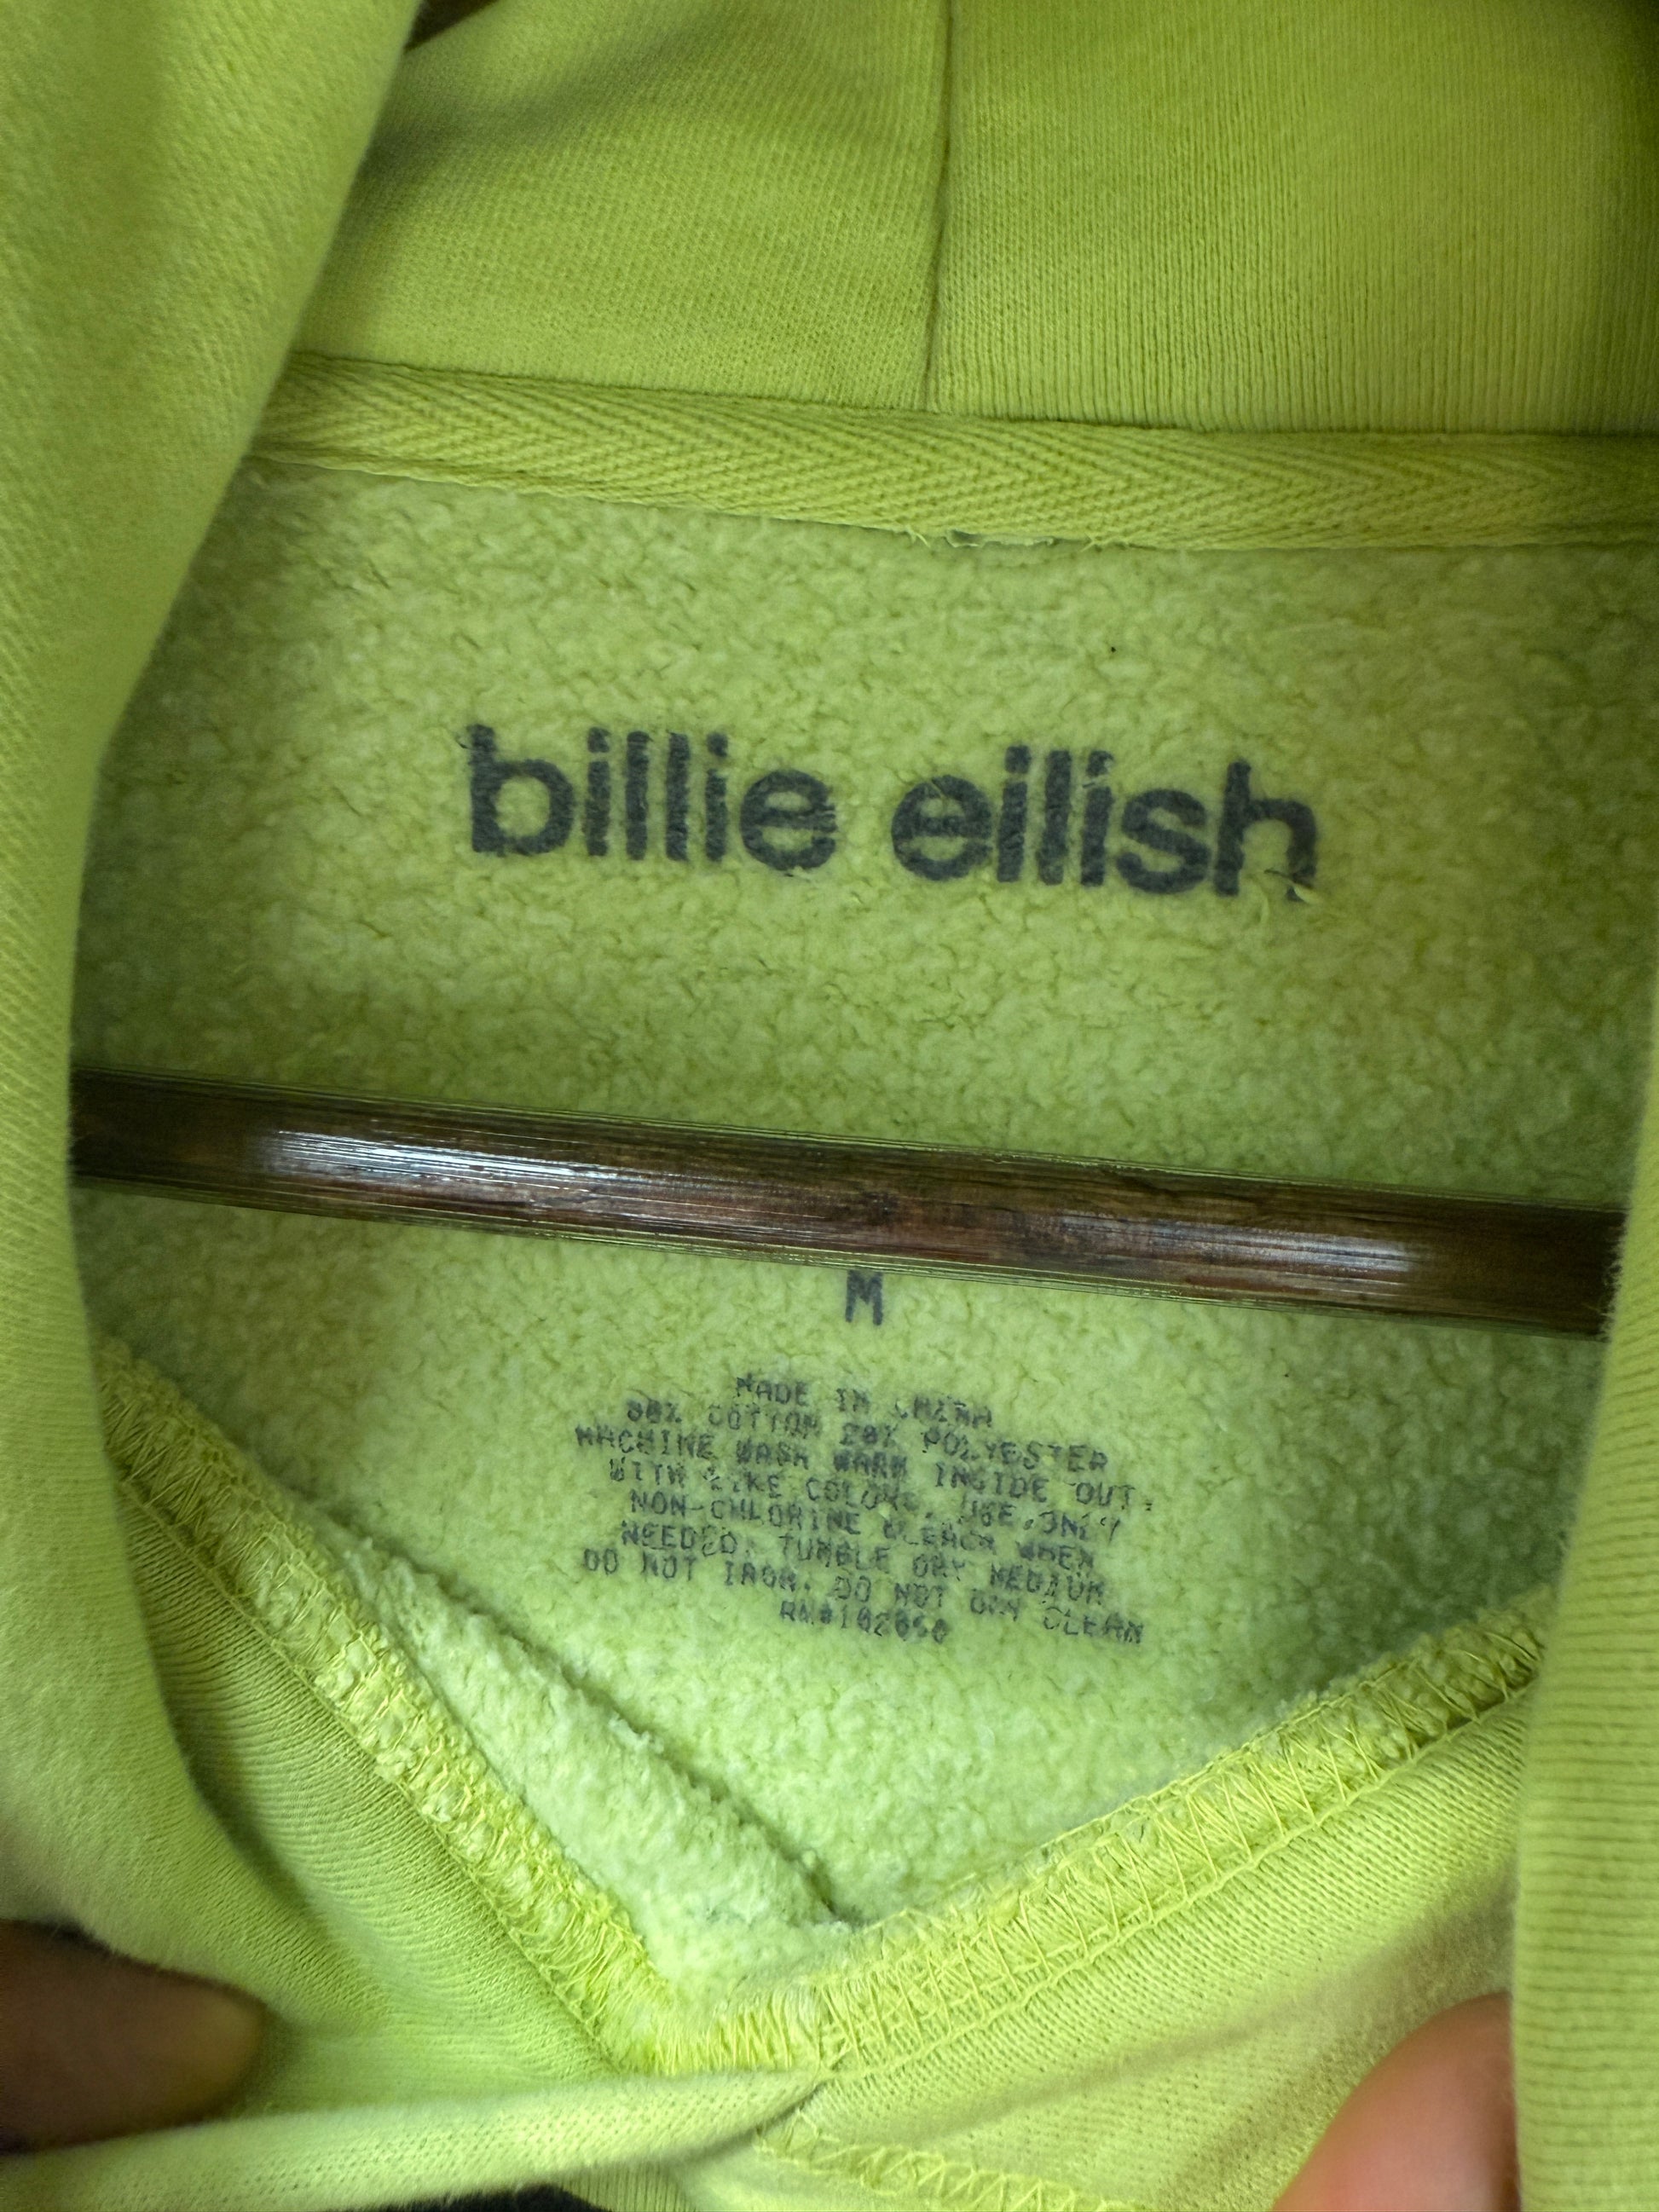 billie eilish
M
MADE IN CHINA
80% COTTON 20% POLYESTER
MACHINE WASH WARM INSIDE OUT,
WITH LIKE COLORS. USE ONLY
NON-CHLORINE BLEACH WHEN
NEEDED. TUMBLE DRY MEDIUM
DO NOT IRON. DO NOT DRY CLEAN